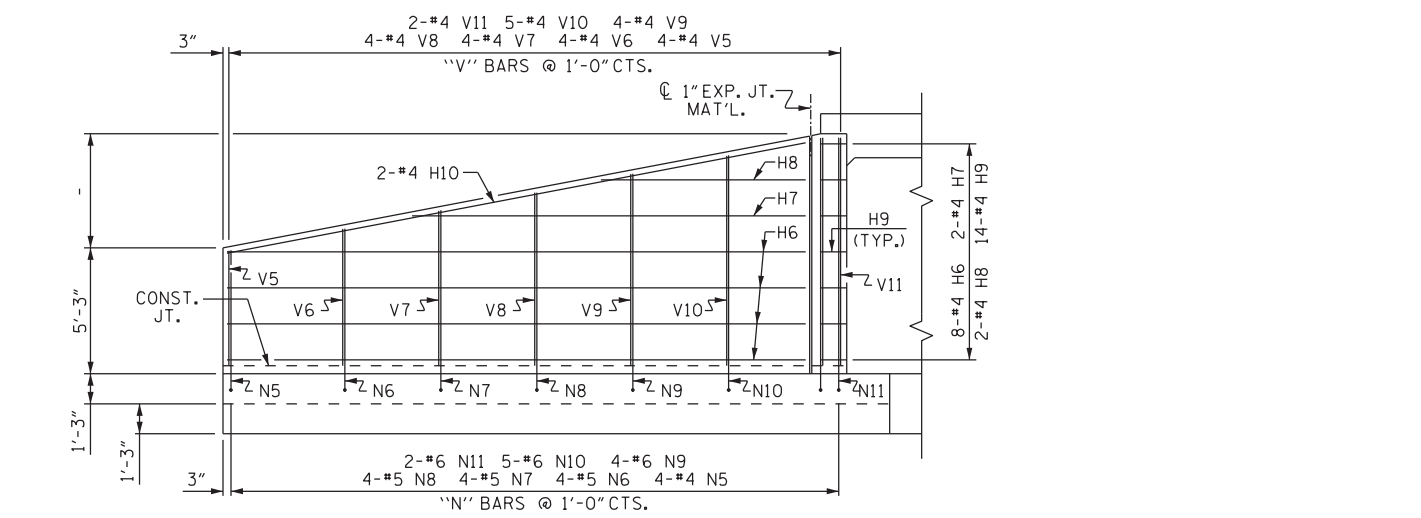 2-#4 V11 5-#4 V10 4-#4 V9
4-#4 V8 4-#4 V7 4-#4 V6 4-#4 V5
3"
"V" BARS @ 1'-0" CTS.
℄ 1" EXP. JT.
MAT'L.
2-#4 H10
H8
H7
H9
(TYP.)
H6
-
5'-3"
1'-3"
1'-3"
CONST.
JT.
V5
V6
V7
V8
V9
V10
V11
8-#4 H6 2-#4 H7
2-#4 H8 14-#4 H9
N5
N6
N7
N8
N9
N10
N11
2-#6 N11 5-#6 N10 4-#6 N9
4-#5 N8 4-#5 N7 4-#5 N6 4-#4 N5
3"
"N" BARS @ 1'-0" CTS.